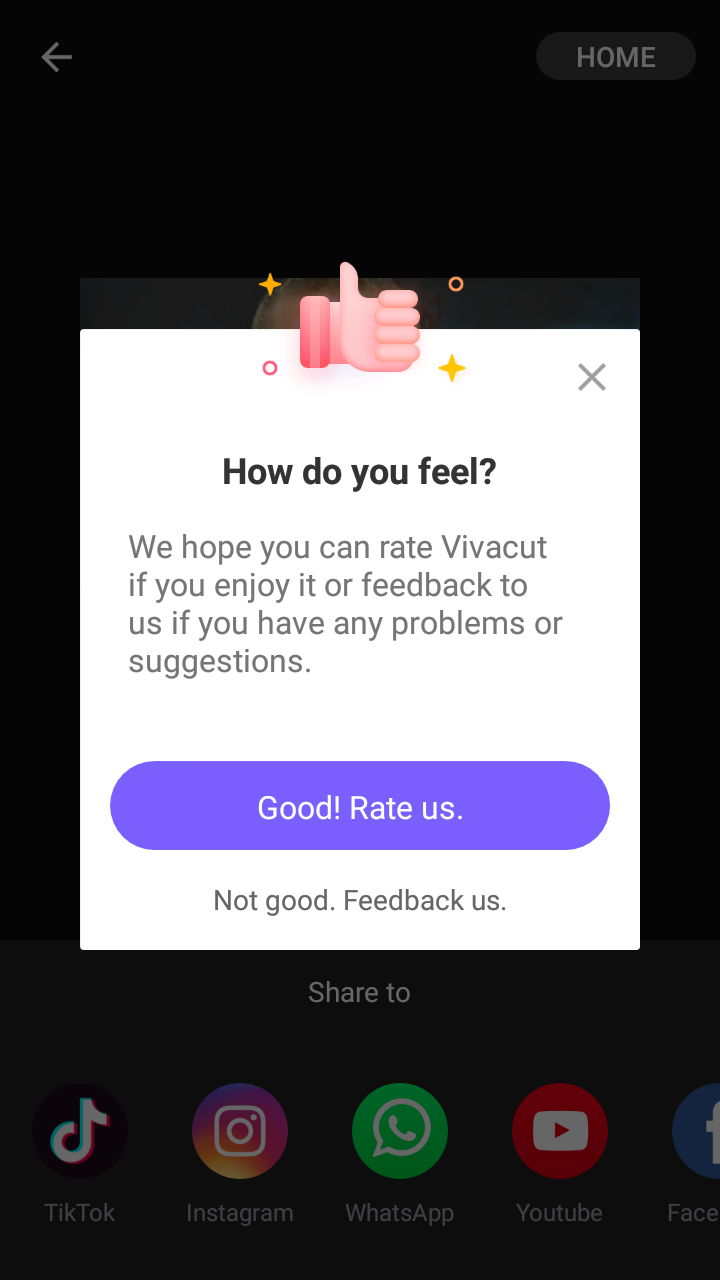 HOME
How do you feel?
We hope you can rate Vivacut
if you enjoy it or feedback to
us if you have any problems or
suggestions.
Good! Rate us.
Not good. Feedback us.
Share to
TikTok
Instagram
WhatsApp
Youtube
Face